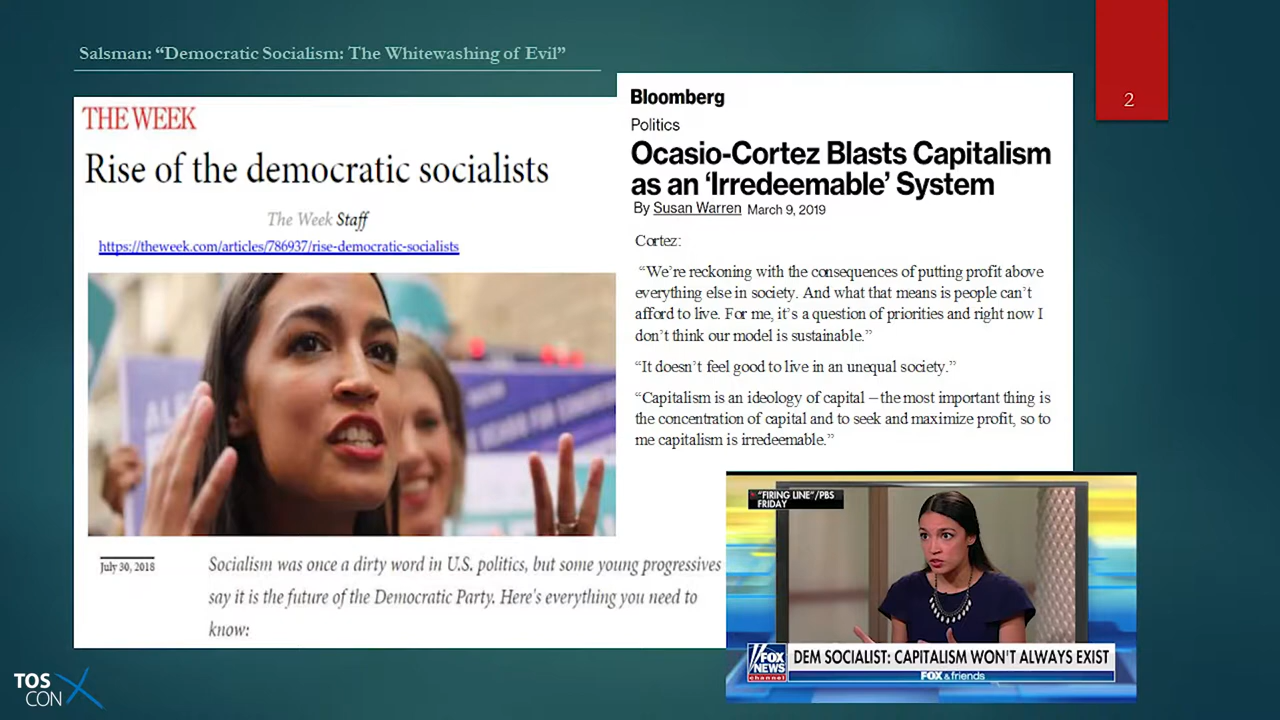 Salsman: “Democratic Socialism: The Whitewashing of Evil”
2
THE WEEK
Rise of the democratic socialists
The Week Staff
https://theweek.com/articles/786937/rise-democratic-socialists
July 30, 2018
Socialism was once a dirty word in U.S. politics, but some young progressives
say it is the future of the Democratic Party. Here's everything you need to
know:
Bloomberg
Politics
Ocasio-Cortez Blasts Capitalism
as an ‘Irredeemable’ System
By Susan Warren March 9, 2019
Cortez:
“We’re reckoning with the consequences of putting profit above
everything else in society. And what that means is people can’t
afford to live. For me, it’s a question of priorities and right now I
don’t think our model is sustainable.”
“It doesn’t feel good to live in an unequal society.”
“Capitalism is an ideology of capital – the most important thing is
the concentration of capital and to seek and maximize profit, so to
me capitalism is irredeemable.”
"FIRING LINE"/PBS
FRIDAY
FOX
NEWS
channel
DEM SOCIALIST: CAPITALISM WON'T ALWAYS EXIST
FOX & friends
TOS
CON